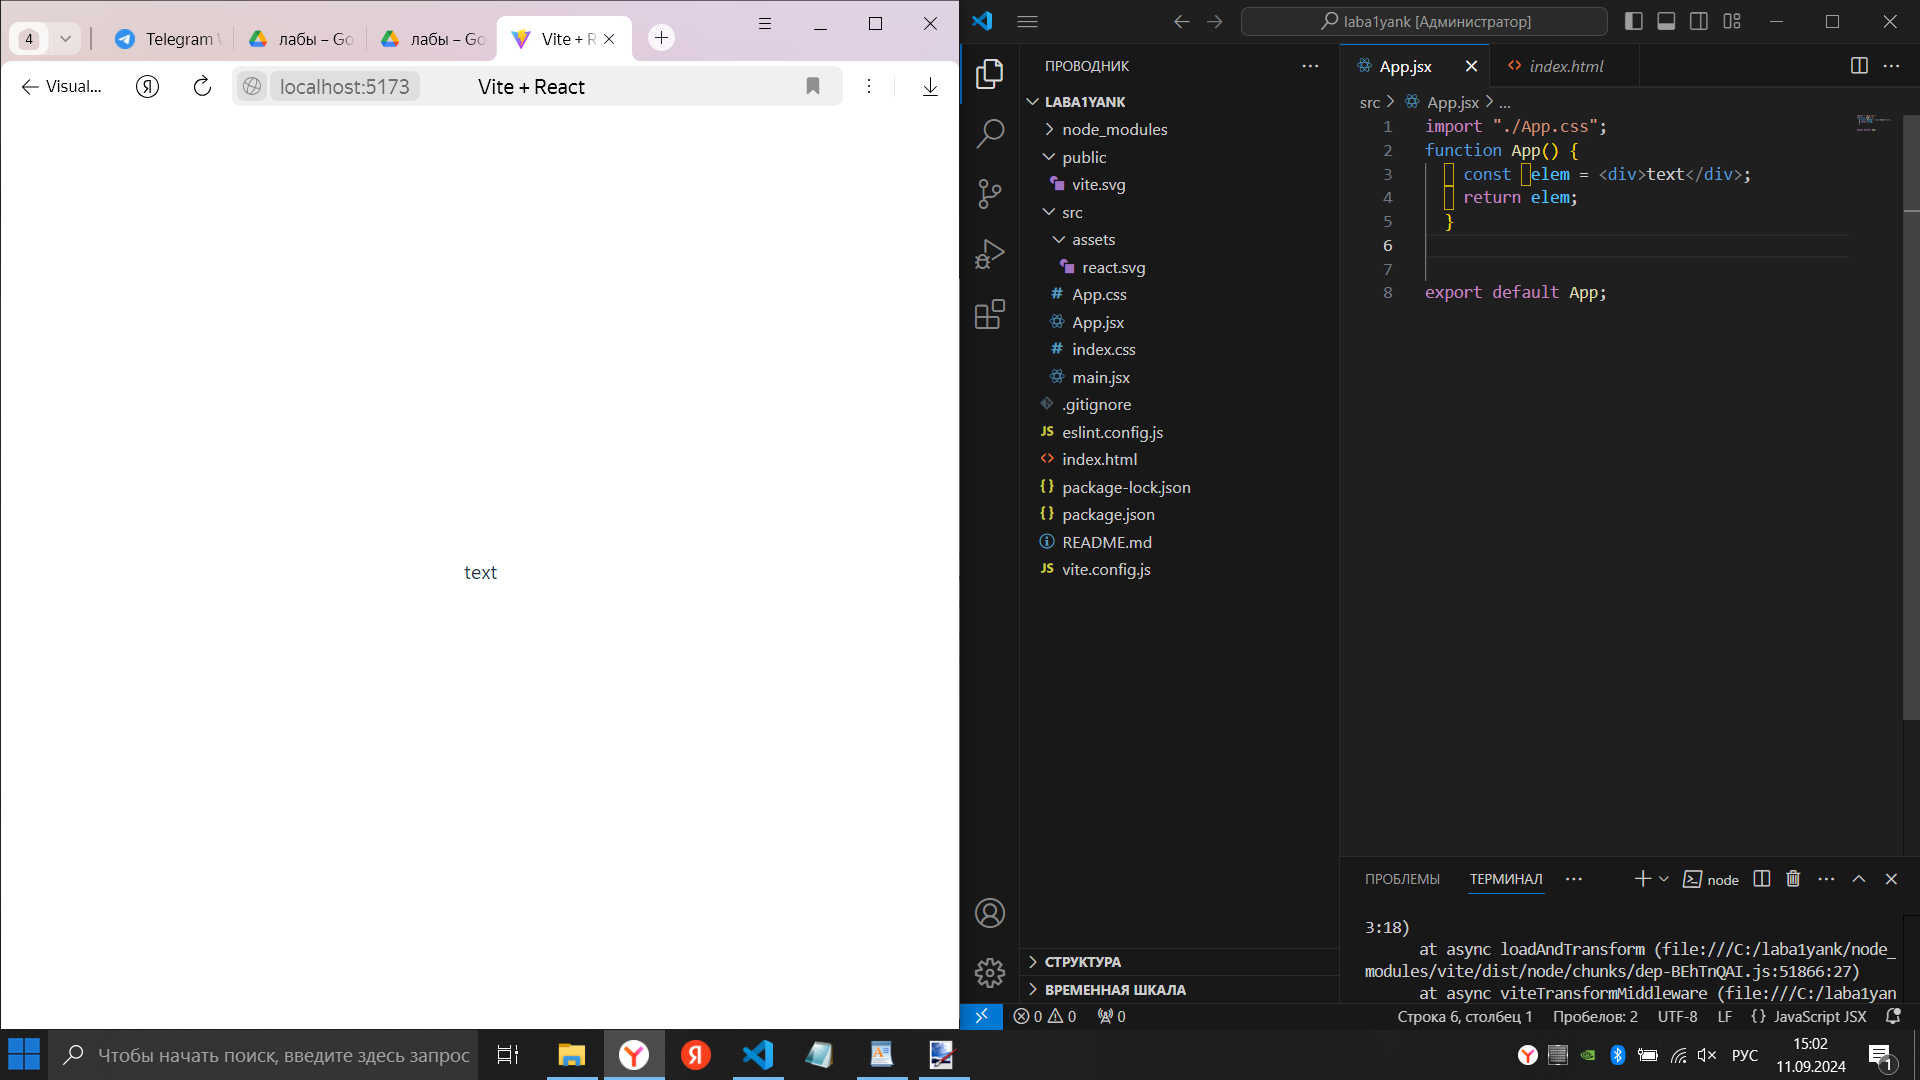 4
Telegram
лабы – Go
лабы – Go
Vite + R
Visual...
localhost:5173
Vite + React
text
laba1yank [Администратор]
ПРОВОДНИК
LABA1YANK
node_modules
public
vite.svg
src
assets
react.svg
App.css
App.jsx
index.css
main.jsx
.gitignore
eslint.config.js
index.html
package-lock.json
package.json
README.md
vite.config.js
СТРУКТУРА
ВРЕМЕННАЯ ШКАЛА
App.jsx
index.html
src > App.jsx > ...
1 import "./App.css";
2 function App() {
3 const elem = <div>text</div>;
4 return elem;
5 }
6
7
8 export default App;
ПРОБЛЕМЫ
ТЕРМИНАЛ
node
3:18)
at async loadAndTransform (file:///C:/laba1yank/node_
modules/vite/dist/node/chunks/dep-BEhTnQAI.js:51866:27)
at async viteTransformMiddleware (file:///C:/laba1yan
0 0
0
Строка 6, столбец 1
Пробелов: 2
UTF-8
LF
{} JavaScript JSX
Чтобы начать поиск, введите здесь запрос
РУС
15:02
11.09.2024
1